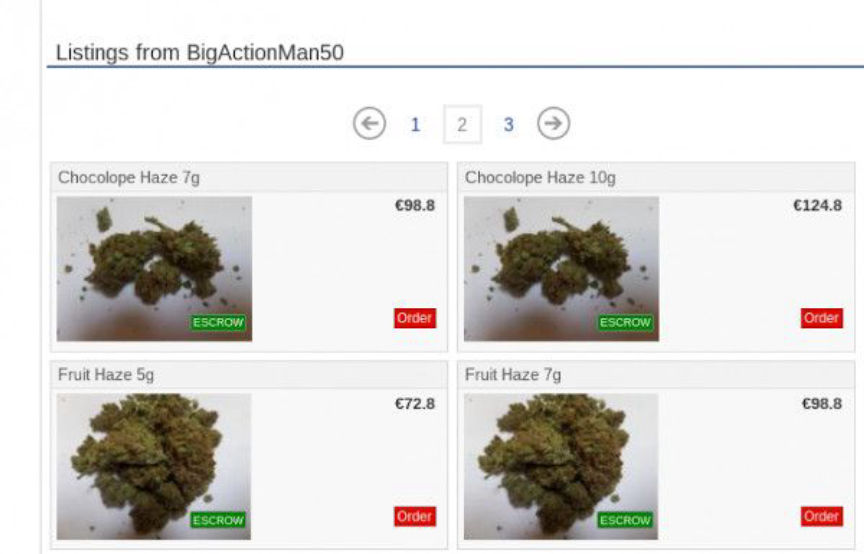 Listings from BigActionMan50
1 2 3
Chocolope Haze 7g
€98.8
ESCROW
Order
Chocolope Haze 10g
€124.8
ESCROW
Order
Fruit Haze 5g
€72.8
ESCROW
Order
Fruit Haze 7g
€98.8
ESCROW
Order